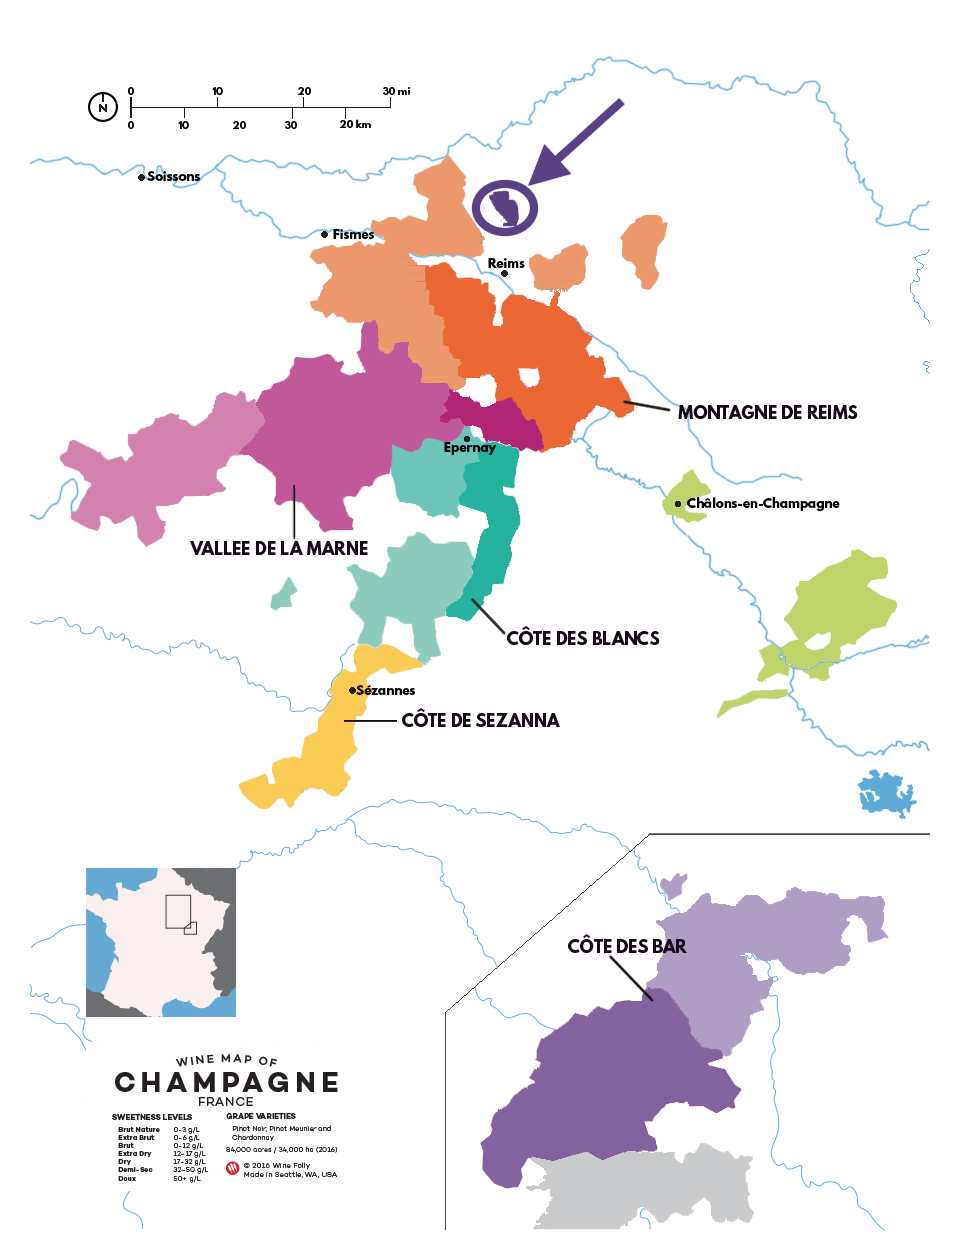 0 10 20 30 mi
N
0 10 20 30 20 km
Soissons
Fismes
Reims
MONTAGNE DE REIMS
Epernay
Châlons-en-Champagne
VALLEE DE LA MARNE
CÔTE DES BLANCS
Sézannes
CÔTE DE SEZANNA
CÔTE DES BAR
WINE MAP OF
CHAMPAGNE
FRANCE
SWEETNESS LEVELS
Brut Nature 0-3 g/L
Extra Brut 0-6 g/L
Brut 0-12 g/L
Extra Dry 12-17 g/L
Dry 17-32 g/L
Demi-Sec 32-50 g/L
Doux 50+ g/L
GRAPE VARIETIES
Pinot Noir, Pinot Meunier and
Chardonnay
84,000 acres / 34,000 ha (2016)
© 2016 Wine Folly
Made in Seattle, WA, USA